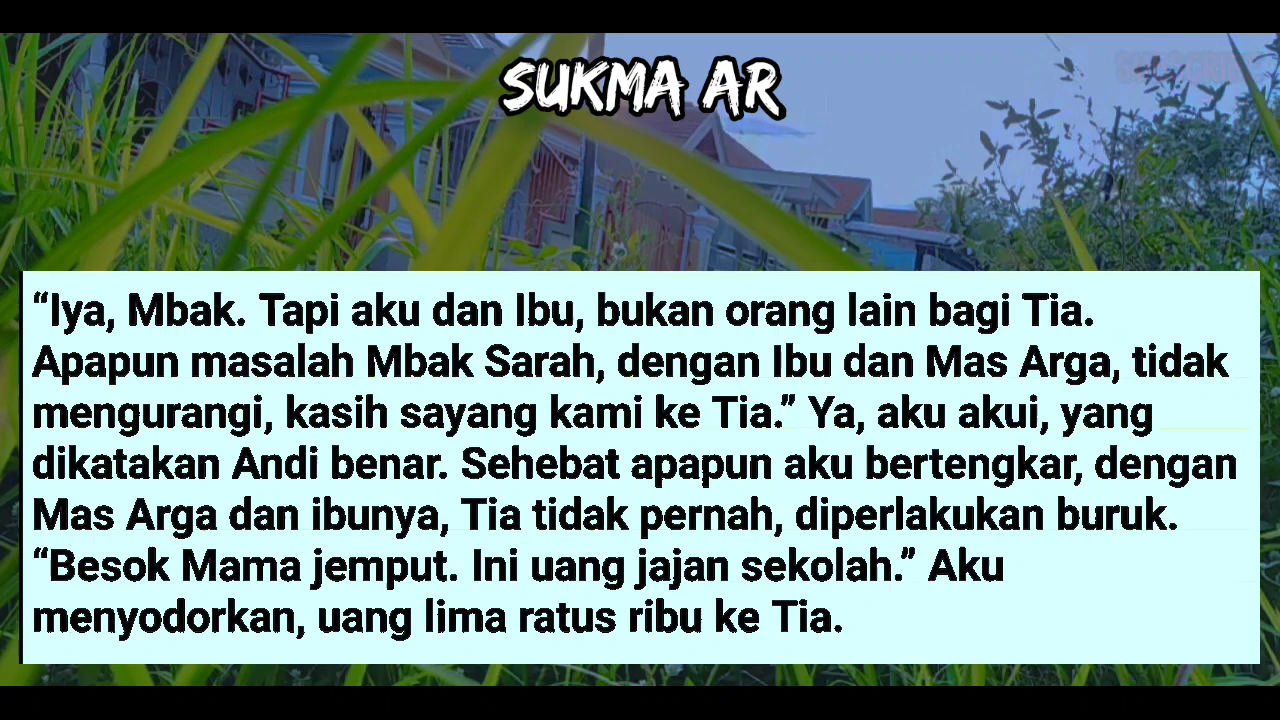 SUKMA AR
“Iya, Mbak. Tapi aku dan Ibu, bukan orang lain bagi Tia.
Apapun masalah Mbak Sarah, dengan Ibu dan Mas Arga, tidak
mengurangi, kasih sayang kami ke Tia.” Ya, aku akui, yang
dikatakan Andi benar. Sehebat apapun aku bertengkar, dengan
Mas Arga dan ibunya, Tia tidak pernah, diperlakukan buruk.
“Besok Mama jemput. Ini uang jajan sekolah.” Aku
menyodorkan, uang lima ratus ribu ke Tia.